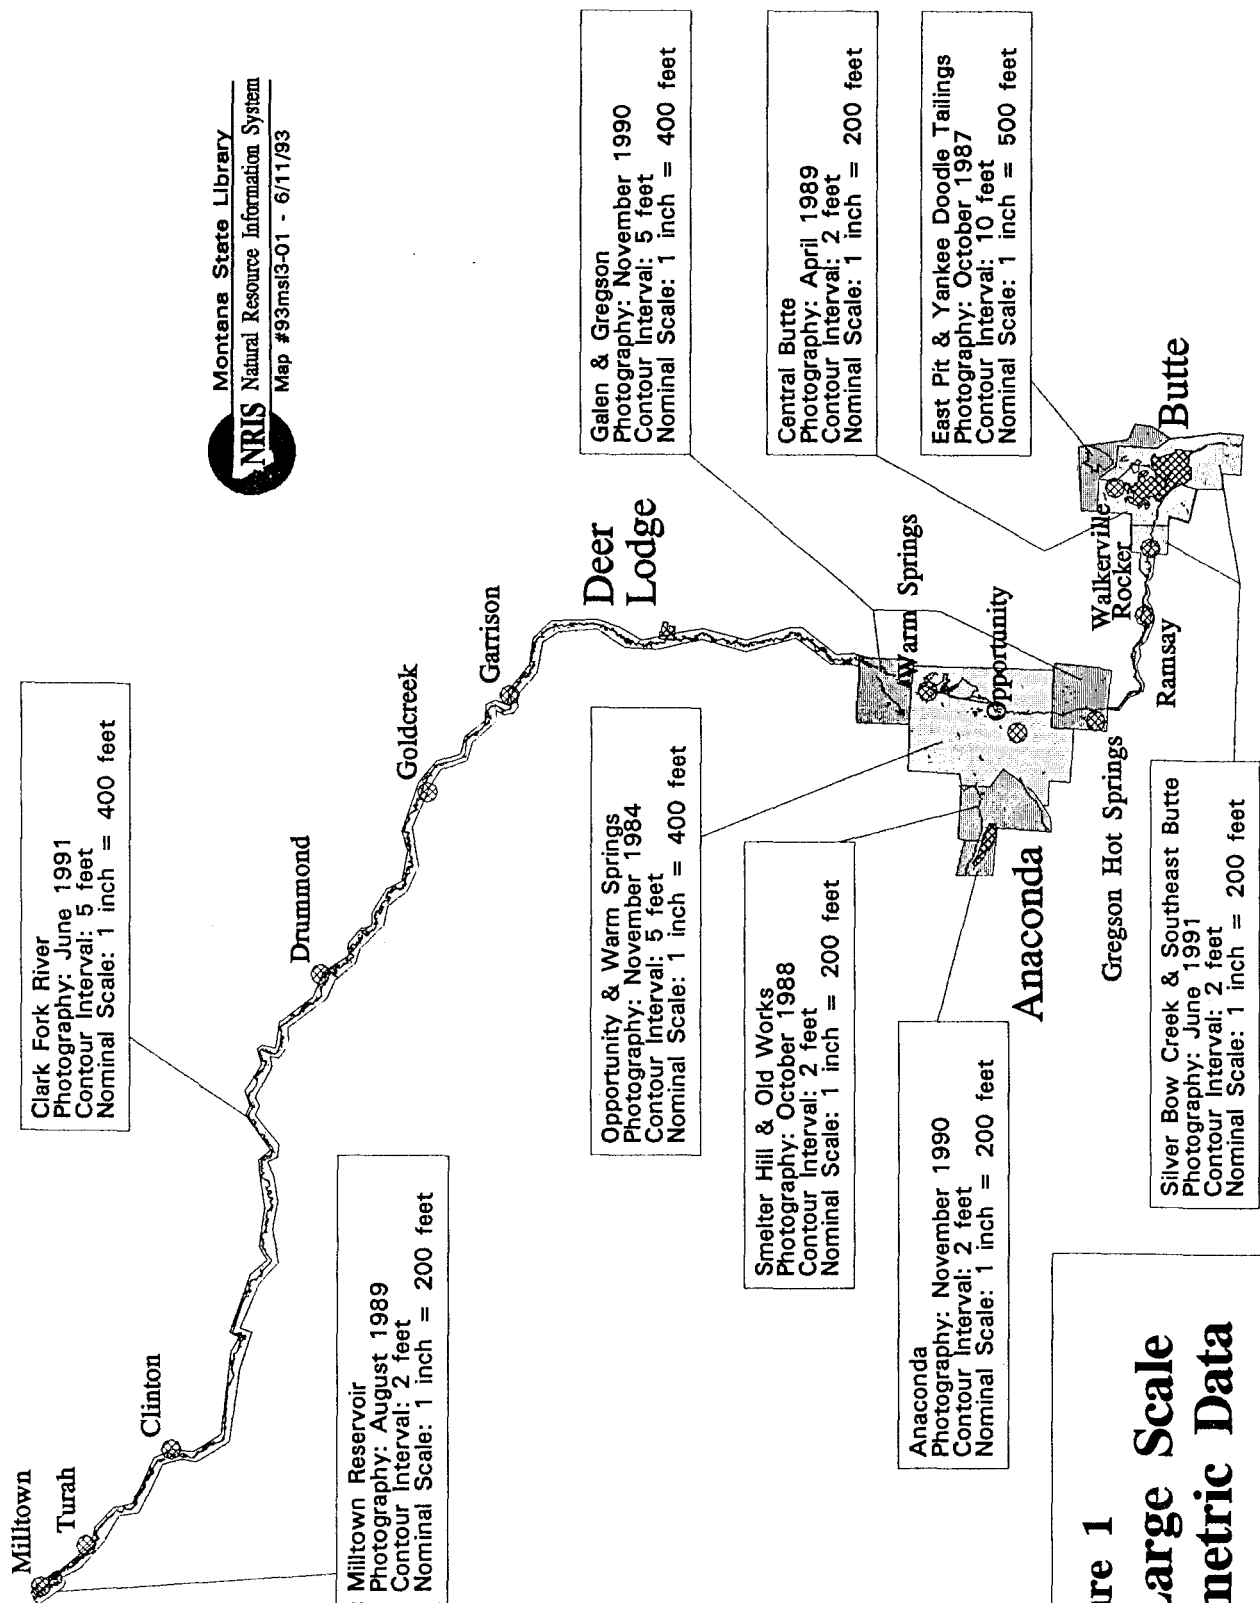 Montana State Library
NRIS Natural Resource Information System
Map #93msl3-01 - 6/11/93
Milltown
Turah
Clinton
Drummond
Goldcreek
Garrison
Deer
Lodge
Warm Springs
Opportunity
Anaconda
Gregson Hot Springs
Ramsay
Rocker
Walkerville
Butte
Clark Fork River
Photography: June 1991
Contour Interval: 5 feet
Nominal Scale: 1 inch = 400 feet
Milltown Reservoir
Photography: August 1989
Contour Interval: 2 feet
Nominal Scale: 1 inch = 200 feet
Galen & Gregson
Photography: November 1990
Contour Interval: 5 feet
Nominal Scale: 1 inch = 400 feet
Opportunity & Warm Springs
Photography: November 1984
Contour Interval: 5 feet
Nominal Scale: 1 inch = 400 feet
Central Butte
Photography: April 1989
Contour Interval: 2 feet
Nominal Scale: 1 inch = 200 feet
Smelter Hill & Old Works
Photography: October 1988
Contour Interval: 2 feet
Nominal Scale: 1 inch = 200 feet
East Pit & Yankee Doodle Tailings
Photography: October 1987
Contour Interval: 10 feet
Nominal Scale: 1 inch = 500 feet
Anaconda
Photography: November 1990
Contour Interval: 2 feet
Nominal Scale: 1 inch = 200 feet
Silver Bow Creek & Southeast Butte
Photography: June 1991
Contour Interval: 2 feet
Nominal Scale: 1 inch = 200 feet
re 1
Large Scale
metric Data